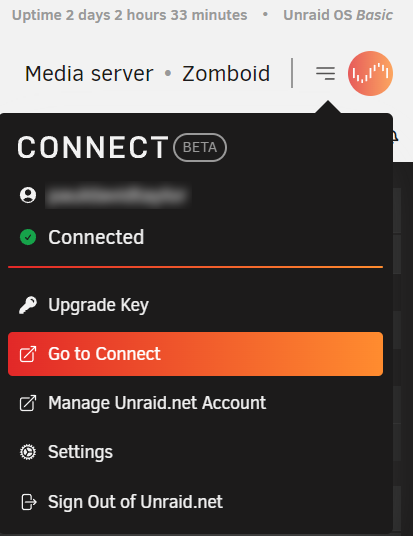 Uptime 2 days 2 hours 33 minutes • Unraid OS Basic
Media server • Zomboid
CONNECT BETA
Connected
Upgrade Key
Go to Connect
Manage Unraid.net Account
Settings
Sign Out of Unraid.net